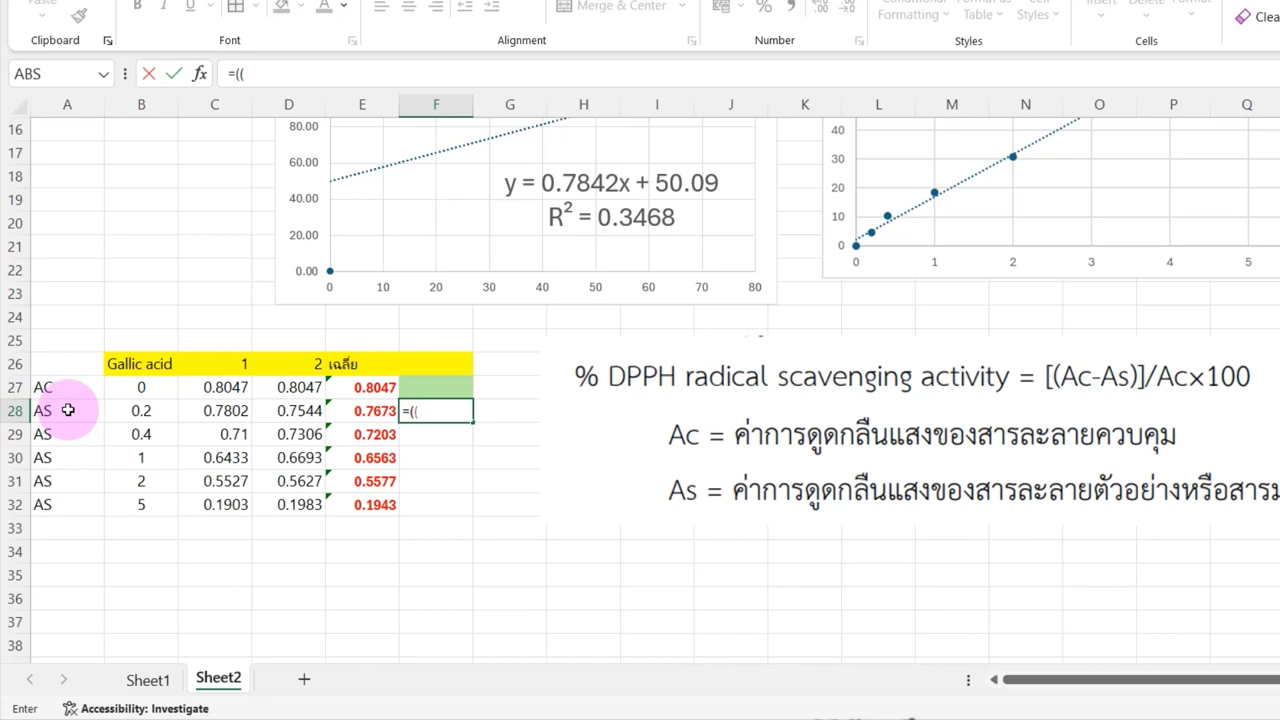 Paste
B I U
A
Merge & Center
%
Conditional Format as Cell Insert Delete Format
Formatting Table Styles
Clea
Clipboard Font Alignment Number Styles Cells
ABS fx =((
A B C D E F G H I J K L M N O P Q
16 80.00 40
17 60.00 30
18 y = 0.7842x + 50.09
19 40.00 20
20 R² = 0.3468
21 20.00 10
22 0.00 0
0 10 20 30 40 50 60 70 80
0 1 2 3 4 5
23
24
25
26 Gallic acid 1 2 เฉลี่ย
27 AC 0 0.8047 0.8047 0.8047
28 AS 0.2 0.7802 0.7544 0.7673 =((
29 AS 0.4 0.71 0.7306 0.7203
30 AS 1 0.6433 0.6693 0.6563
31 AS 2 0.5527 0.5627 0.5577
32 AS 5 0.1903 0.1983 0.1943
33
34
35
36
37
38
% DPPH radical scavenging activity = [(Ac-As)]/Ac×100
Ac = ค่าการดูดกลืนแสงของสารละลายควบคุม
As = ค่าการดูดกลืนแสงของสารละลายตัวอย่างหรือสารม
Sheet1 Sheet2 +
Enter Accessibility: Investigate